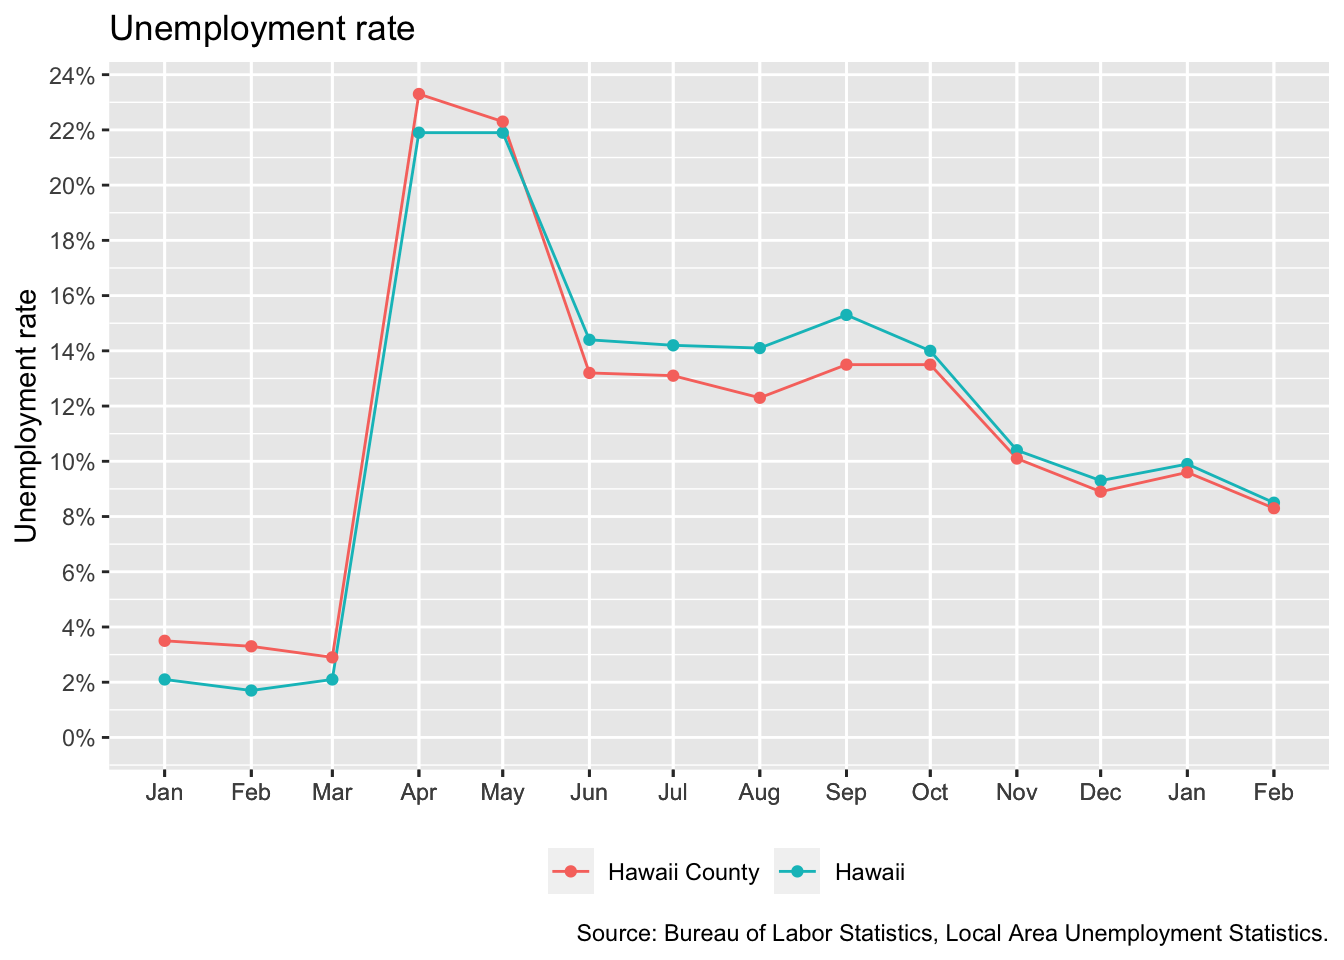 Unemployment rate
Unemployment rate
24%
22%
20%
18%
16%
14%
12%
10%
8%
6%
4%
2%
0%
Jan Feb Mar Apr May Jun Jul Aug Sep Oct Nov Dec Jan Feb
Hawaii County Hawaii
Source: Bureau of Labor Statistics, Local Area Unemployment Statistics.